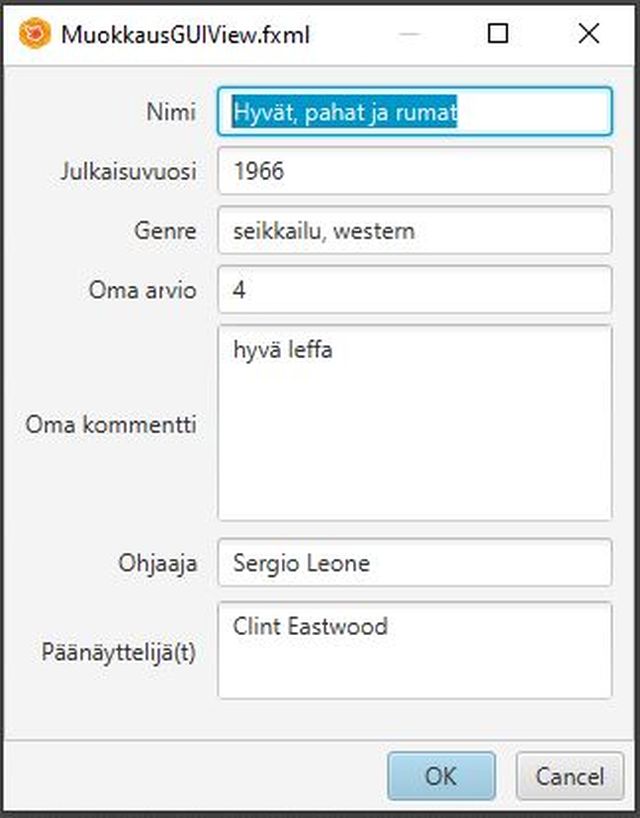 MuokkausGUIView.fxml
Nimi Hyvät, pahat ja rumat
Julkaisuvuosi 1966
Genre seikkailu, western
Oma arvio 4
hyvä leffa
Oma kommentti
Ohjaaja Sergio Leone
Clint Eastwood
Päänäyttelijä(t)
OK Cancel